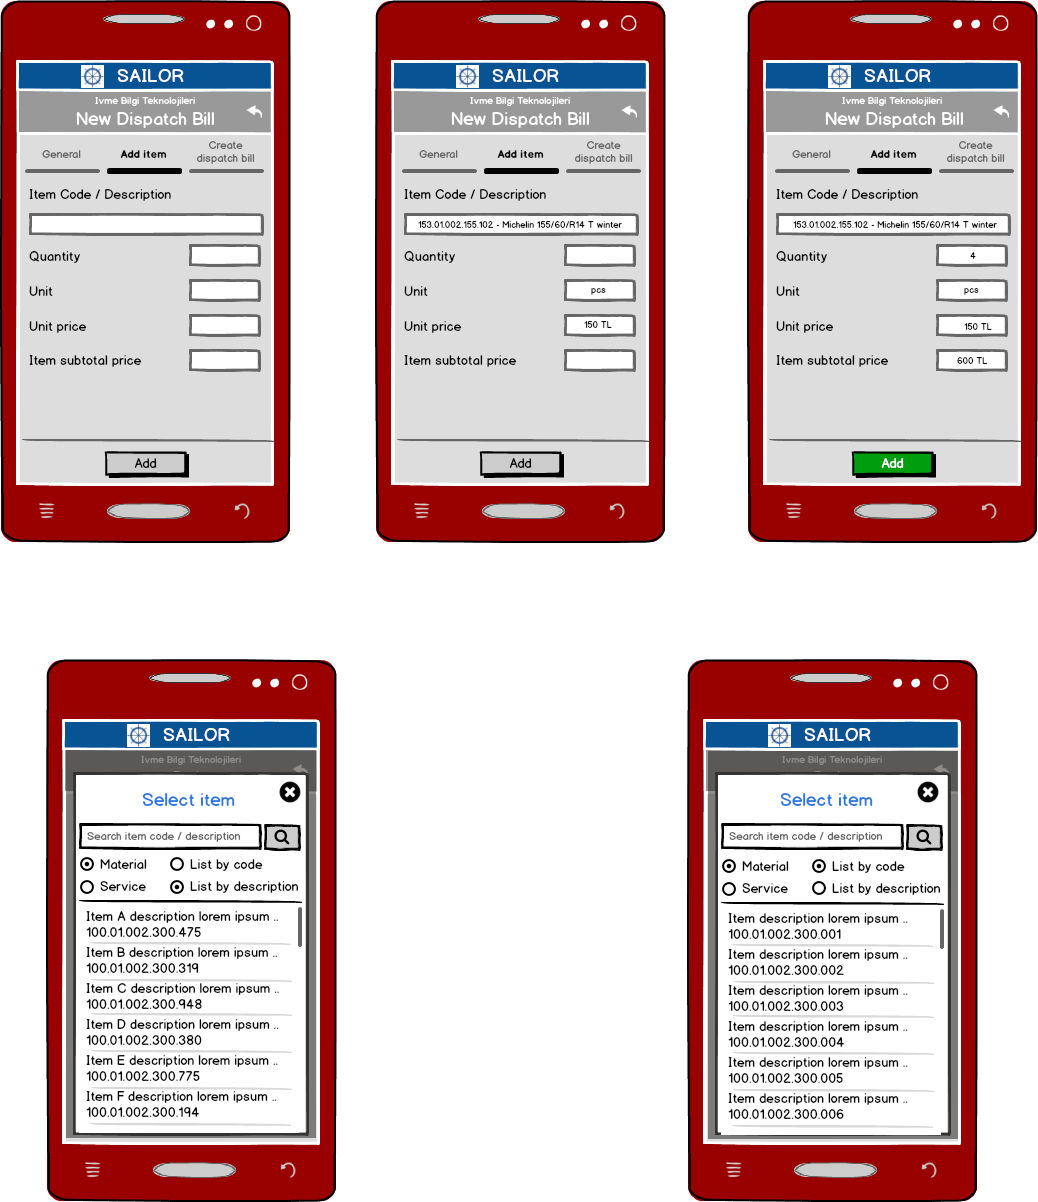 SAILOR
Ivme Bilgi Teknolojileri
New Dispatch Bill
General
Add item
Create
dispatch bill
Item Code / Description
Quantity
Unit
Unit price
Item subtotal price
Add
SAILOR
Ivme Bilgi Teknolojileri
New Dispatch Bill
General
Add item
Create
dispatch bill
Item Code / Description
153.01.002.155.102 - Michelin 155/60/R14 T winter
Quantity
Unit
pcs
Unit price
150 TL
Item subtotal price
Add
SAILOR
Ivme Bilgi Teknolojileri
New Dispatch Bill
General
Add item
Create
dispatch bill
Item Code / Description
153.01.002.155.102 - Michelin 155/60/R14 T winter
Quantity
4
Unit
pcs
Unit price
150 TL
Item subtotal price
600 TL
Add
SAILOR
Ivme Bilgi Teknolojileri
Select item
Search item code / description
Material
List by code
Service
List by description
Item A description lorem ipsum ..
100.01.002.300.475
Item B description lorem ipsum ..
100.01.002.300.319
Item C description lorem ipsum ..
100.01.002.300.948
Item D description lorem ipsum ..
100.01.002.300.380
Item E description lorem ipsum ..
100.01.002.300.775
Item F description lorem ipsum ..
100.01.002.300.194
SAILOR
Ivme Bilgi Teknolojileri
Select item
Search item code / description
Material
List by code
Service
List by description
Item description lorem ipsum ..
100.01.002.300.001
Item description lorem ipsum ..
100.01.002.300.002
Item description lorem ipsum ..
100.01.002.300.003
Item description lorem ipsum ..
100.01.002.300.004
Item description lorem ipsum ..
100.01.002.300.005
Item description lorem ipsum ..
100.01.002.300.006